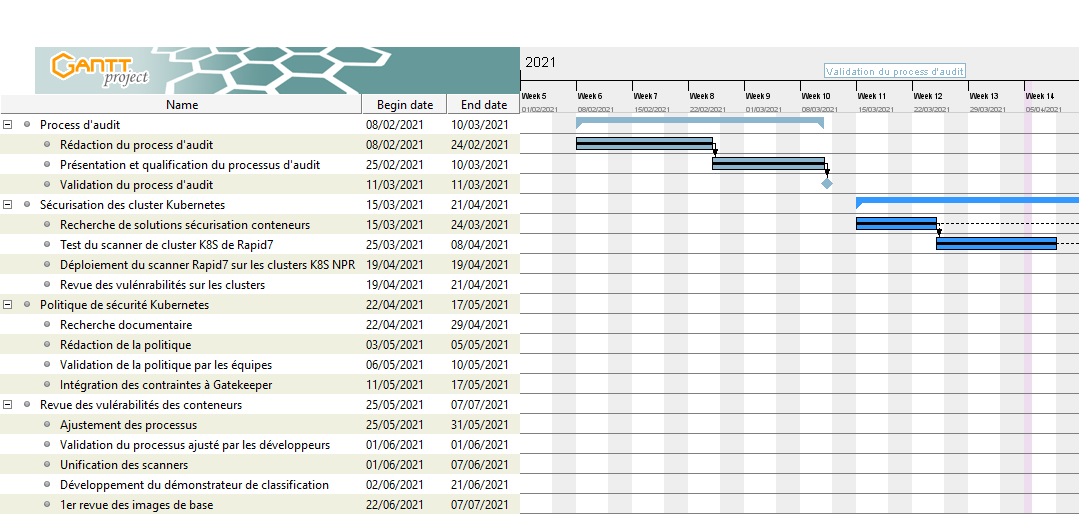 GANTT
project
2021
Validation du process d'audit
Name Begin date End date
Week 5 Week 6 Week 7 Week 8 Week 9 Week 10 Week 11 Week 12 Week 13 Week 14
01/02/2021 08/02/2021 15/02/2021 22/02/2021 01/03/2021 08/03/2021 15/03/2021 22/03/2021 29/03/2021 05/04/2021
Process d'audit 08/02/2021 10/03/2021
Rédaction du process d'audit 08/02/2021 24/02/2021
Présentation et qualification du processus d'audit 25/02/2021 10/03/2021
Validation du process d'audit 11/03/2021 11/03/2021
Sécurisation des cluster Kubernetes 15/03/2021 21/04/2021
Recherche de solutions sécurisation conteneurs 15/03/2021 24/03/2021
Test du scanner de cluster K8S de Rapid7 25/03/2021 08/04/2021
Déploiement du scanner Rapid7 sur les clusters K8S NPR 19/04/2021 19/04/2021
Revue des vulénrabilités sur les clusters 19/04/2021 21/04/2021
Politique de sécurité Kubernetes 22/04/2021 17/05/2021
Recherche documentaire 22/04/2021 29/04/2021
Rédaction de la politique 03/05/2021 05/05/2021
Validation de la politique par les équipes 06/05/2021 10/05/2021
Intégration des contraintes à Gatekeeper 11/05/2021 17/05/2021
Revue des vulérabilités des conteneurs 25/05/2021 07/07/2021
Ajustement des processus 25/05/2021 31/05/2021
Validation du processus ajusté par les développeurs 01/06/2021 01/06/2021
Unification des scanners 01/06/2021 07/06/2021
Développement du démonstrateur de classification 02/06/2021 21/06/2021
1er revue des images de base 22/06/2021 07/07/2021